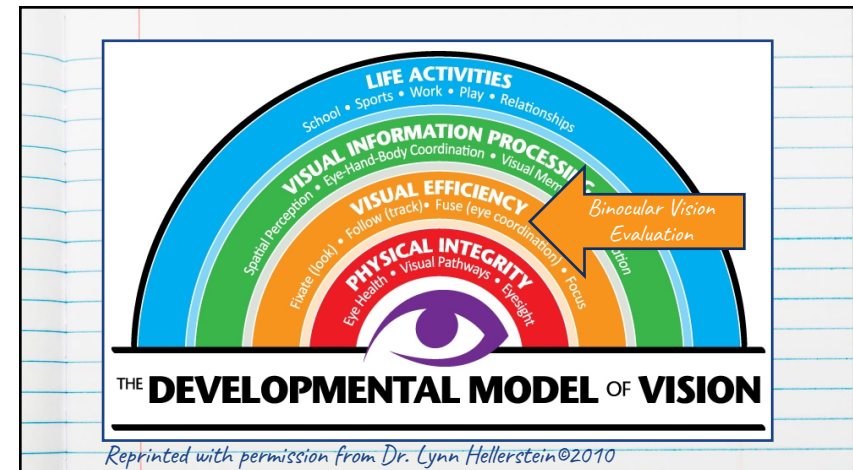 LIFE ACTIVITIES
School • Sports • Work • Play • Relationships
VISUAL INFORMATION PROCESSING
Spatial Perception • Eye-Hand-Body Coordination • Visual
VISUAL EFFICIENCY
Fixate (look) • Follow (track) • Fuse (eye coordination) • Focus
PHYSICAL INTEGRITY
Eye Health • Visual Pathways • Eyesight
Binocular Vision
Evaluation
THE DEVELOPMENTAL MODEL OF VISION
Reprinted with permission from Dr. Lynn Hellerstein©2010